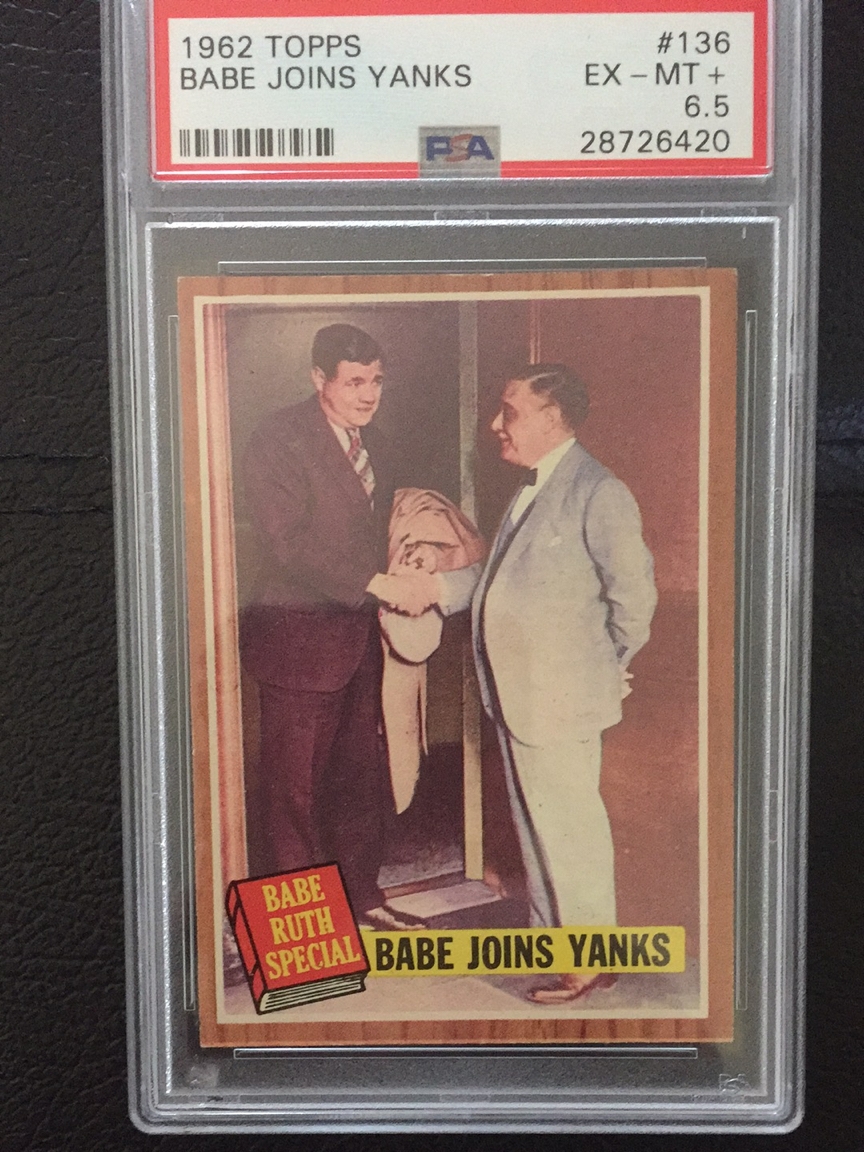 1962 TOPPS #136
BABE JOINS YANKS EX - MT +
6.5
PSA 28726420
BABE
RUTH
SPECIAL
BABE JOINS YANKS